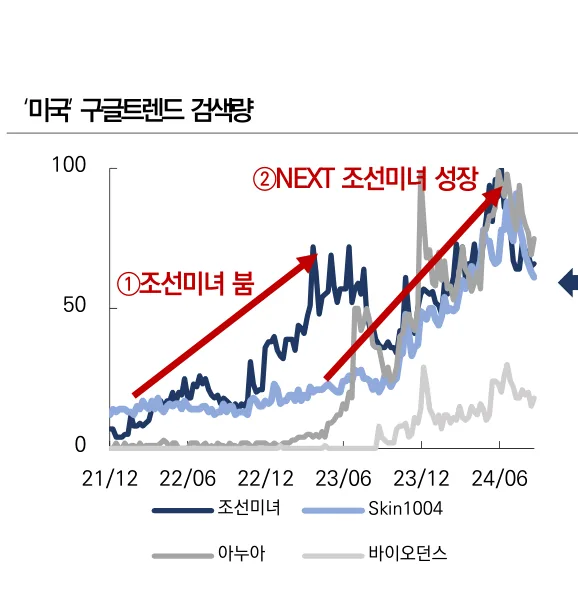 ‘미국‘ 구글트렌드 검색량
100
②NEXT 조선미녀 성장
①조선미녀 붐
50
0
21/12 22/06 22/12 23/06 23/12 24/06
조선미녀 Skin1004
아누아 바이오던스